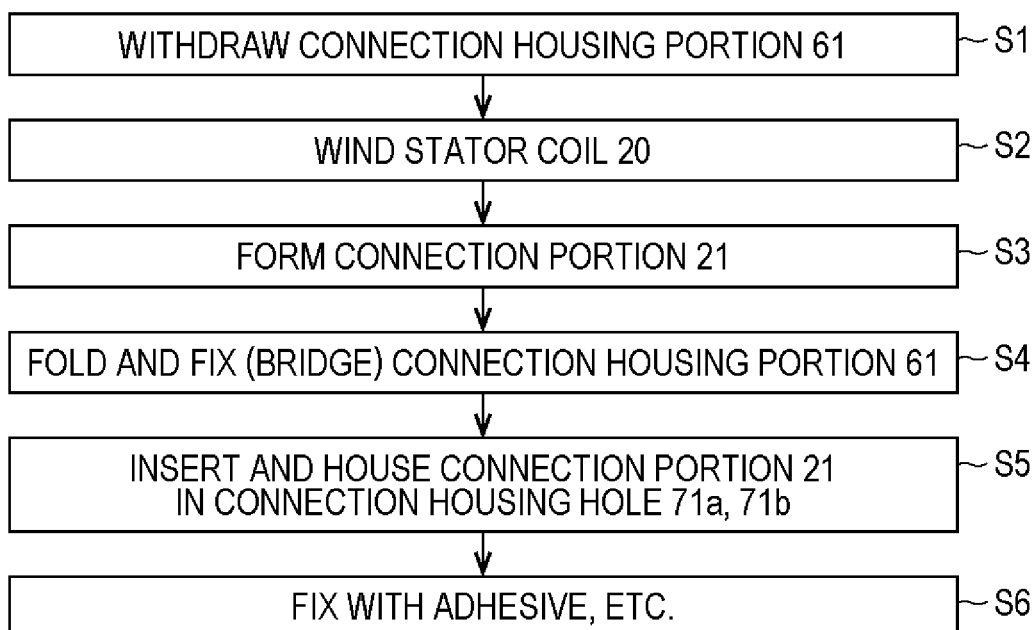 WITHDRAW CONNECTION HOUSING PORTION 61
S1
WIND STATOR COIL 20
S2
FORM CONNECTION PORTION 21
S3
FOLD AND FIX (BRIDGE) CONNECTION HOUSING PORTION 61
S4
INSERT AND HOUSE CONNECTION PORTION 21
IN CONNECTION HOUSING HOLE 71a, 71b
S5
FIX WITH ADHESIVE, ETC.
S6